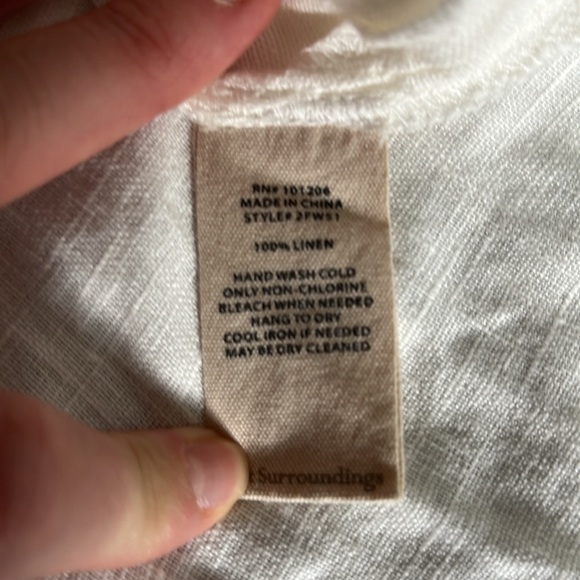 RN# 101206
MADE IN CHINA
STYLE# 2FW51
100% LINEN
HAND WASH COLD
ONLY NON-CHLORINE
BLEACH WHEN NEEDED
HANG TO DRY
COOL IRON IF NEEDED
MAY BE DRY CLEANED
t Surroundings